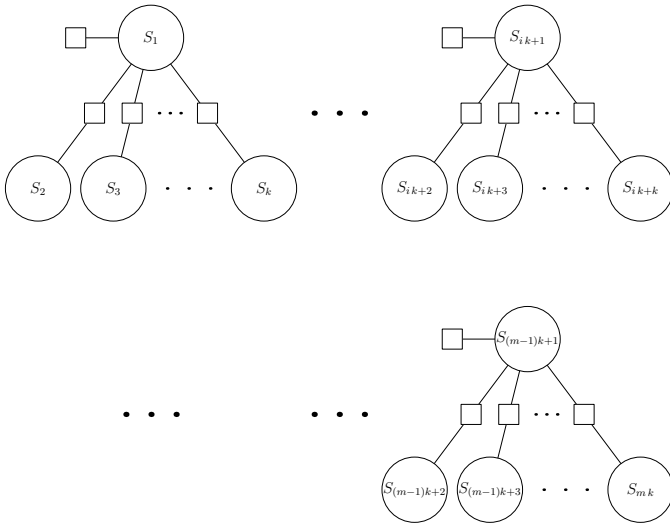 S₁ S_{ik+1}
··· ··· ···
S₂ S₃ ··· S_k S_{ik+2} S_{ik+3} ··· S_{ik+k}
S_{(m−1)k+1}
··· ··· ···
S_{(m−1)k+2} S_{(m−1)k+3} ··· S_{mk}